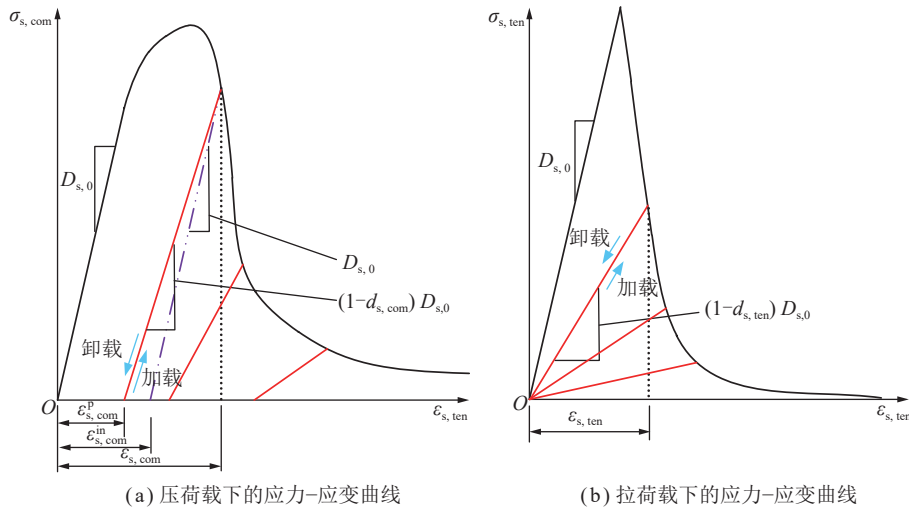 σs, com
Ds, 0
Ds, 0
(1-ds, com) Ds,0
卸载
加载
O
εs, ten
ε^p s, com
ε^in s, com
εs, com
(a) 压荷载下的应力-应变曲线
σs, ten
Ds, 0
卸载
加载
(1-ds, ten) Ds,0
O
εs, ten
εs, ten
(b) 拉荷载下的应力-应变曲线